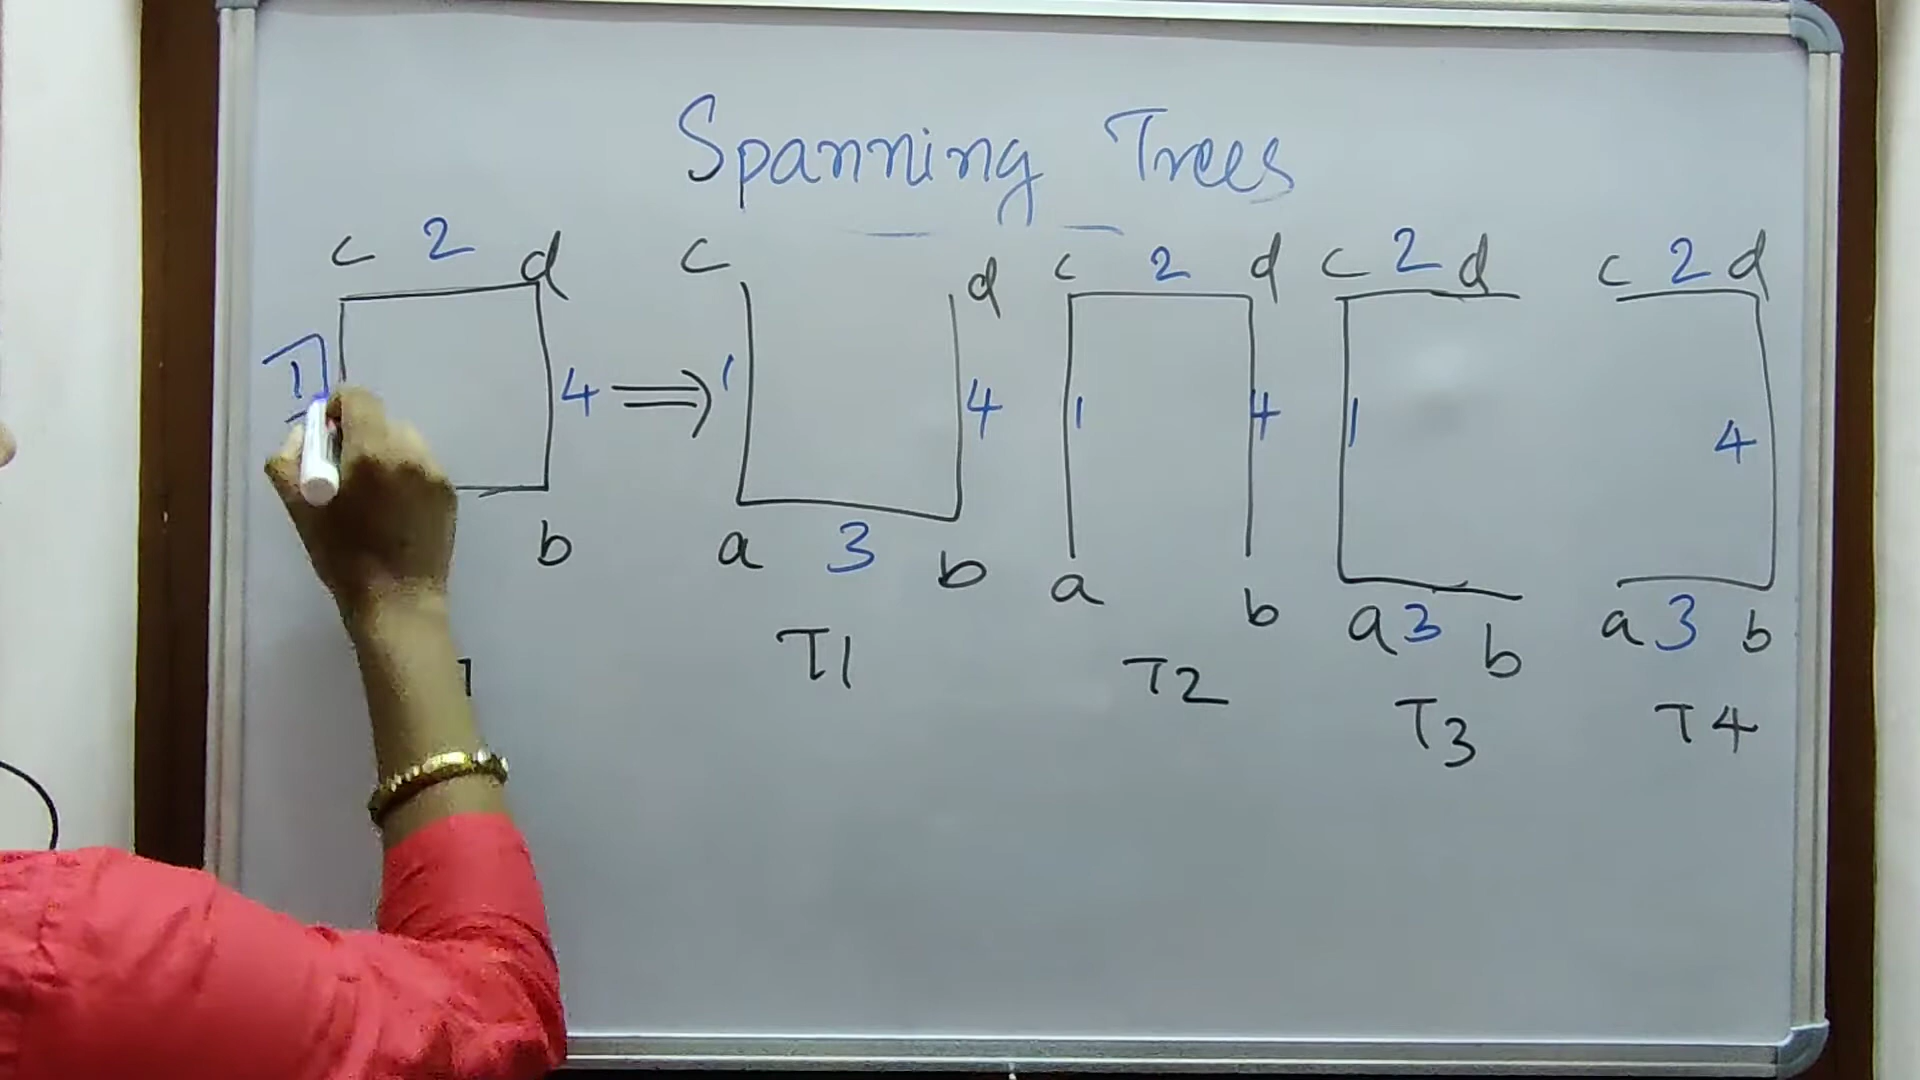 Spanning Trees
c 2 d c d c 2 d c 2 d c 2 d
1 4 ⇒ 1 4 1 4 1 4
b a 3 b a b a 3 b a 3 b
T1 T2 T3 T4